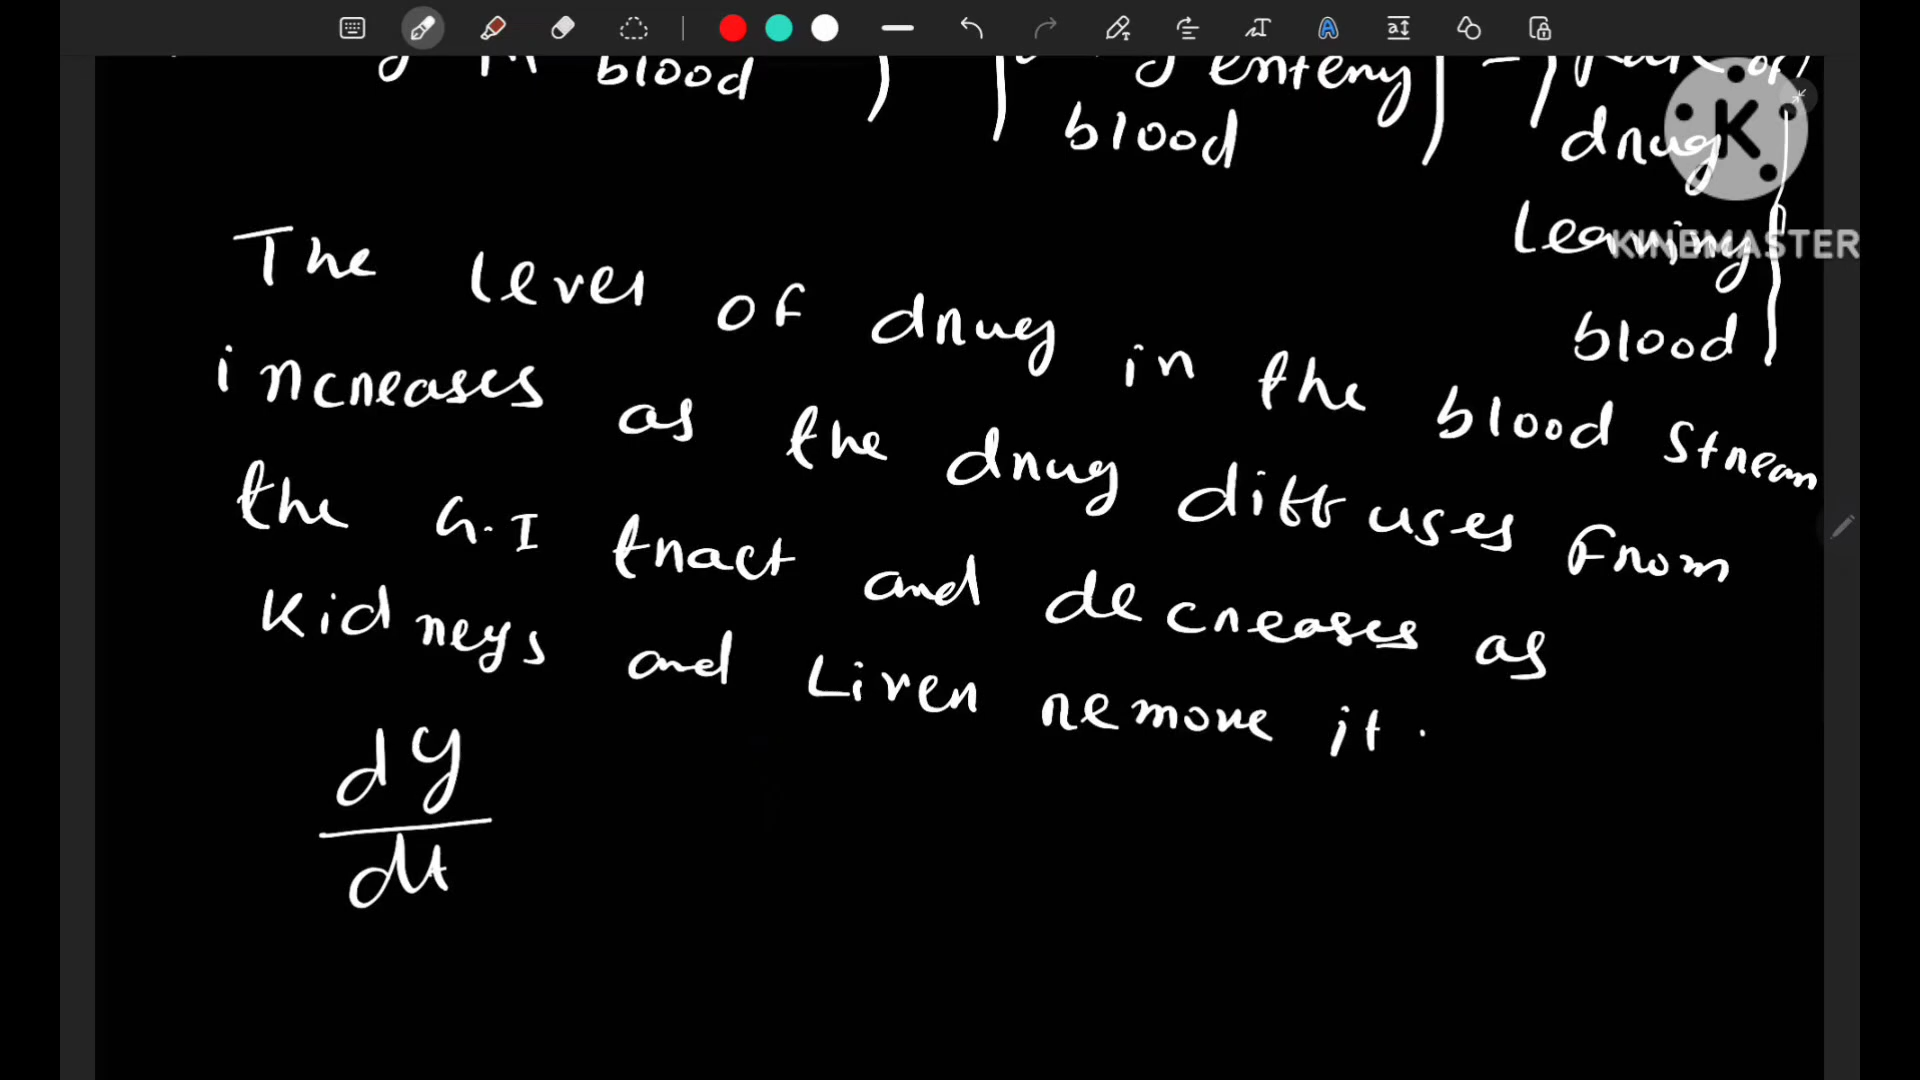 blood enteny
blood drug
leaving
blood
KINEMASTER
The level of drug in the blood stream
increases as the drug diffuses from
the G.I tract and decreases as
kidneys and Liver remove it.
dy
dt